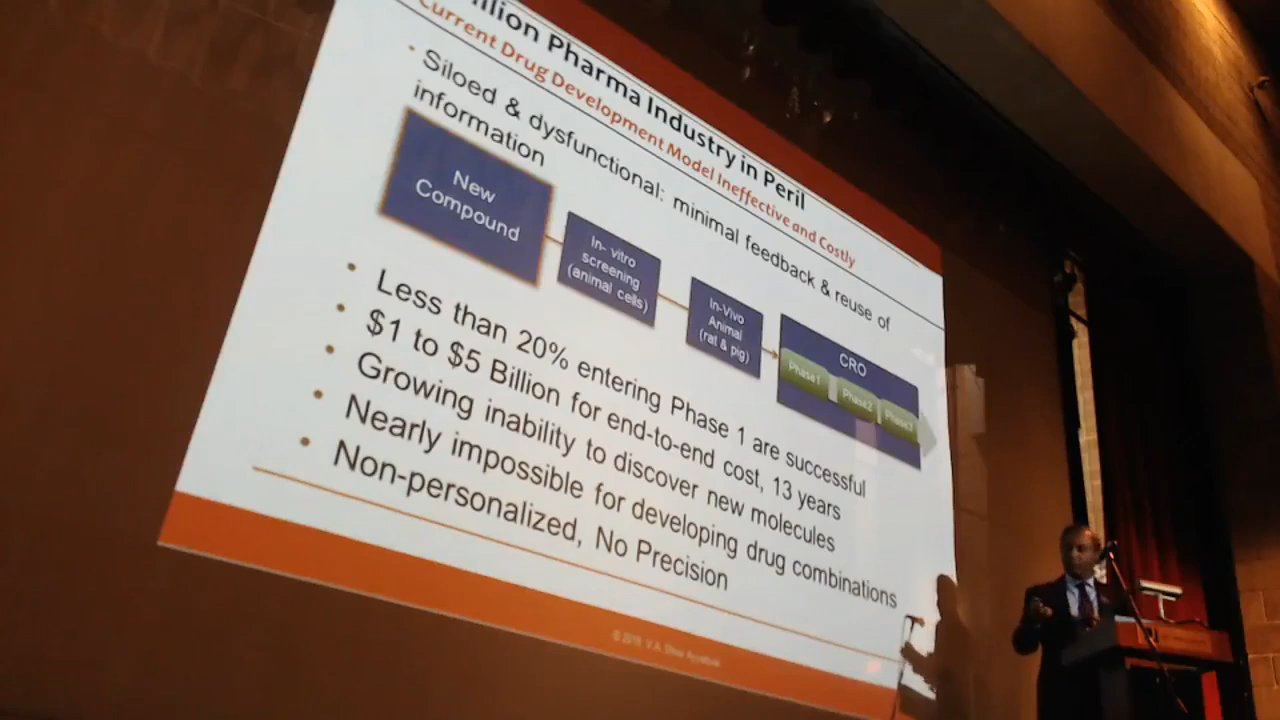 Pharma Industry in Peril
Current Drug Development Model Ineffective and Costly
• Siloed & dysfunctional: minimal feedback & reuse of
information
New
Compound
In- vitro
screening
(animal cells)
In-Vivo
Animal
(rat & pig)
CRO
Phase1
Phase2
Phase3
• Less than 20% entering Phase 1 are successful
• $1 to $5 Billion for end-to-end cost, 13 years
• Growing inability to discover new molecules
• Nearly impossible for developing drug combinations
• Non-personalized, No Precision
V.A. Shiva Ayyadurai